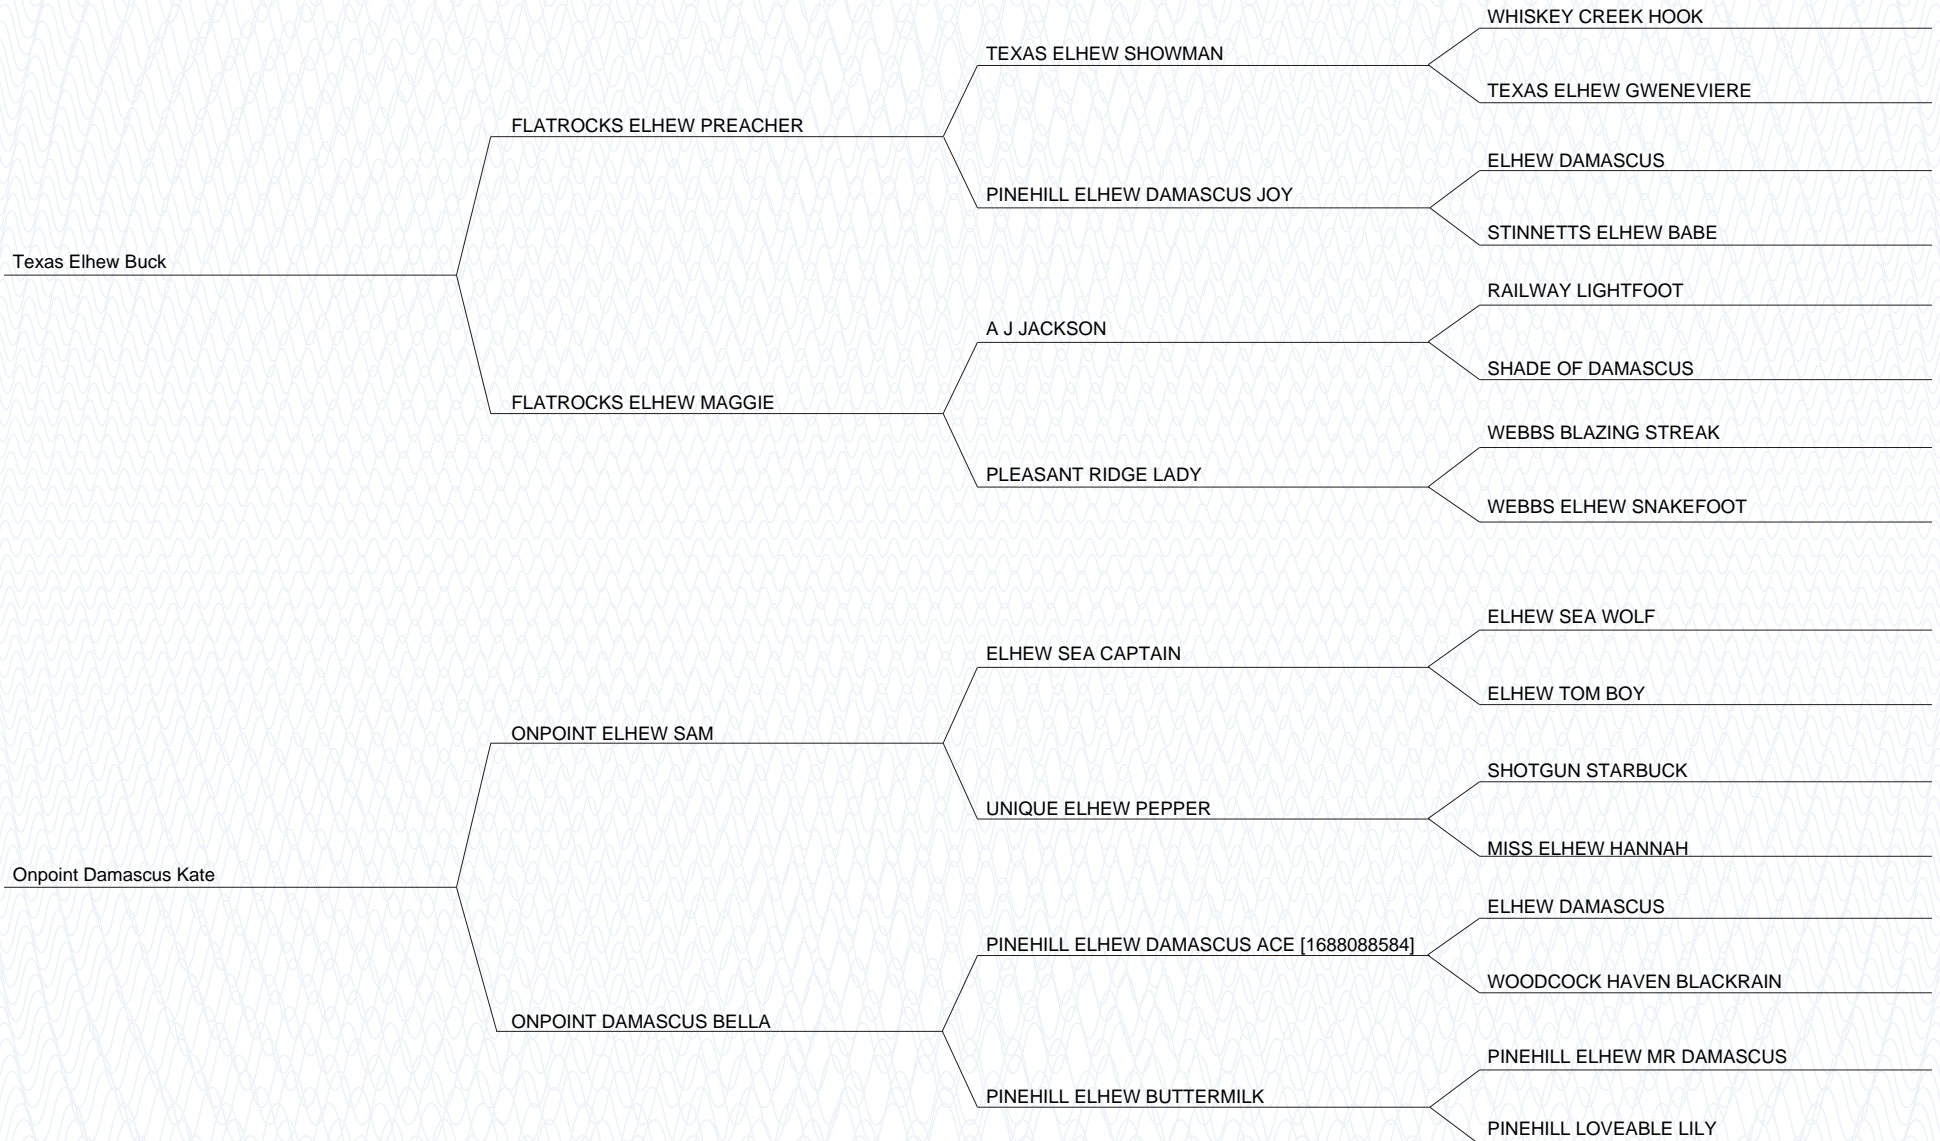 WHISKEY CREEK HOOK
TEXAS ELHEW SHOWMAN
TEXAS ELHEW GWENEVIERE
FLATROCKS ELHEW PREACHER
ELHEW DAMASCUS
PINEHILL ELHEW DAMASCUS JOY
STINNETTS ELHEW BABE
Texas Elhew Buck
RAILWAY LIGHTFOOT
A J JACKSON
SHADE OF DAMASCUS
FLATROCKS ELHEW MAGGIE
WEBBS BLAZING STREAK
PLEASANT RIDGE LADY
WEBBS ELHEW SNAKEFOOT
ELHEW SEA WOLF
ELHEW SEA CAPTAIN
ELHEW TOM BOY
ONPOINT ELHEW SAM
SHOTGUN STARBUCK
UNIQUE ELHEW PEPPER
MISS ELHEW HANNAH
Onpoint Damascus Kate
ELHEW DAMASCUS
PINEHILL ELHEW DAMASCUS ACE [1688088584]
WOODCOCK HAVEN BLACKRAIN
ONPOINT DAMASCUS BELLA
PINEHILL ELHEW MR DAMASCUS
PINEHILL ELHEW BUTTERMILK
PINEHILL LOVEABLE LILY